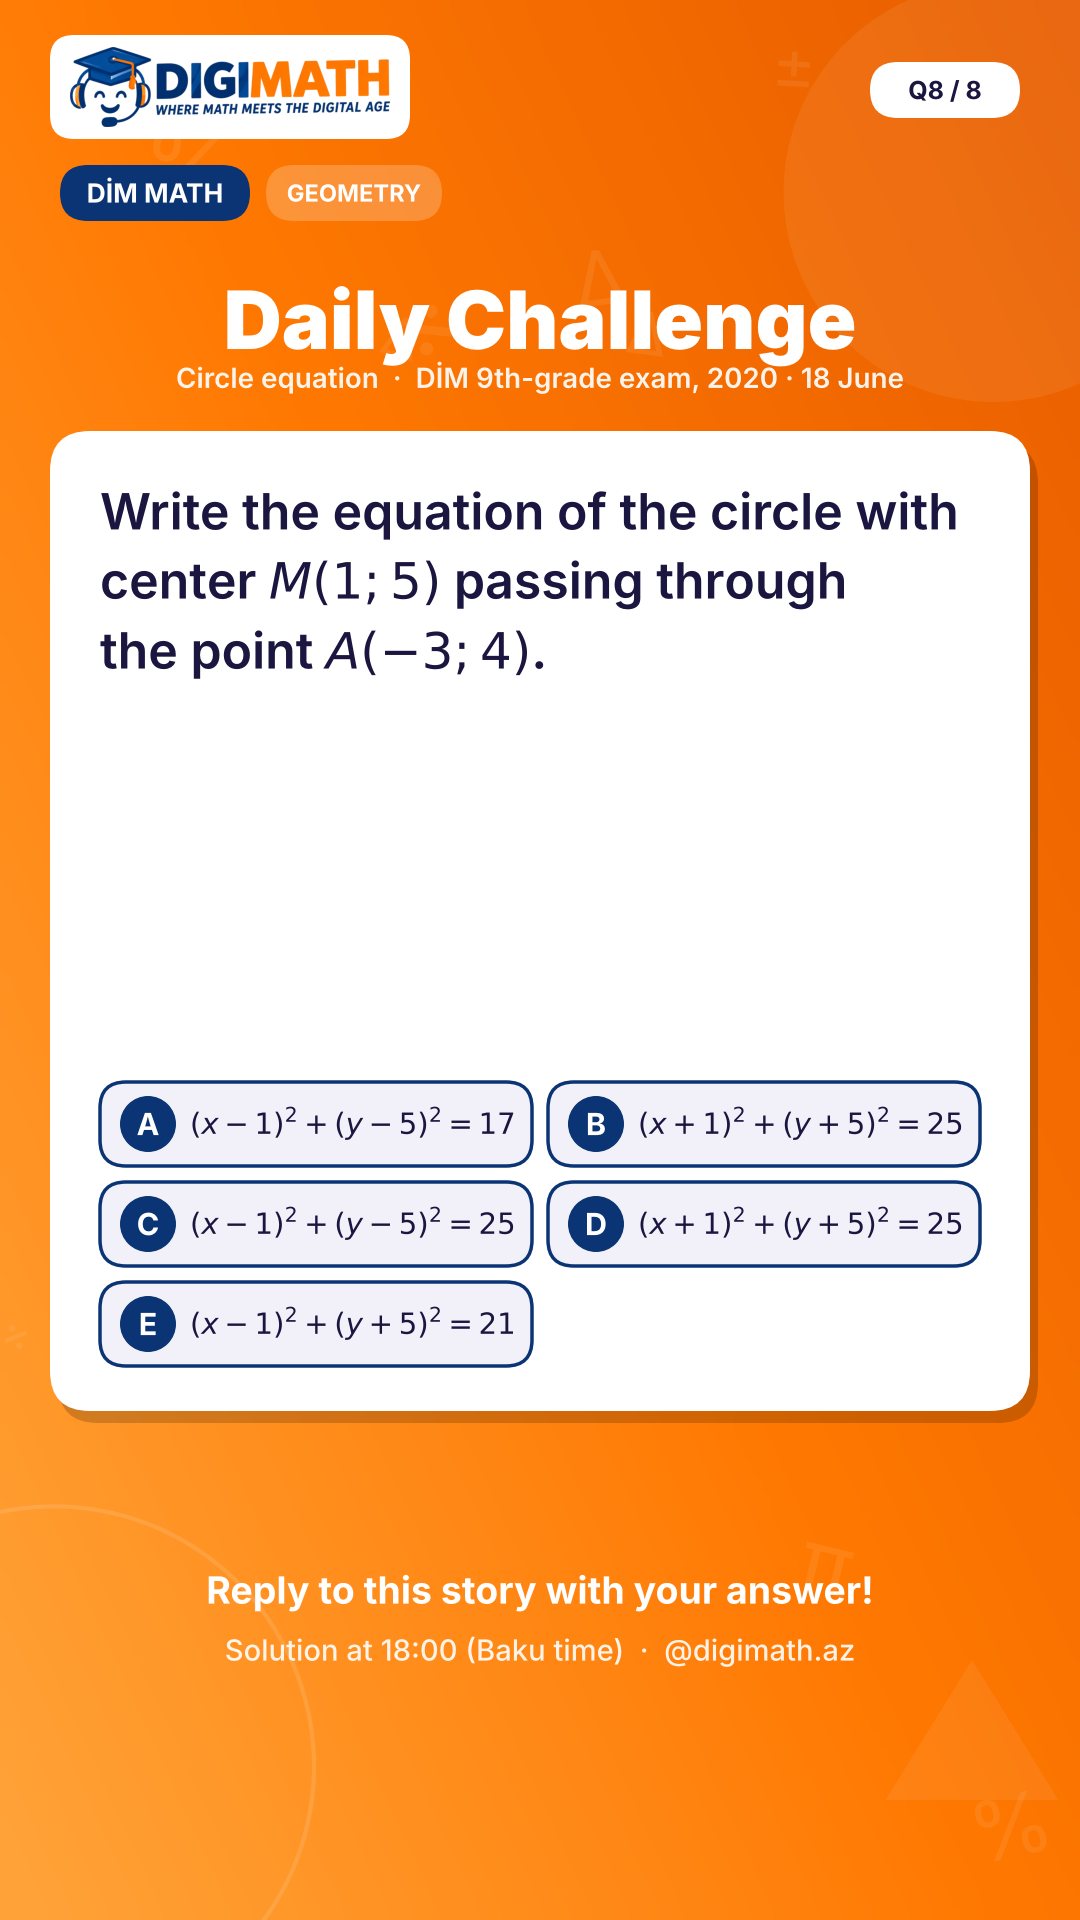 DIGIMATH
WHERE MATH MEETS THE DIGITAL AGE
Q8 / 8
DİM MATH
GEOMETRY
Daily Challenge
Circle equation · DİM 9th-grade exam, 2020 · 18 June
Write the equation of the circle with
center M(1; 5) passing through
the point A(−3; 4).
A (x − 1)² + (y − 5)² = 17
B (x + 1)² + (y + 5)² = 25
C (x − 1)² + (y − 5)² = 25
D (x + 1)² + (y + 5)² = 25
E (x − 1)² + (y + 5)² = 21
Reply to this story with your answer!
Solution at 18:00 (Baku time) · @digimath.az